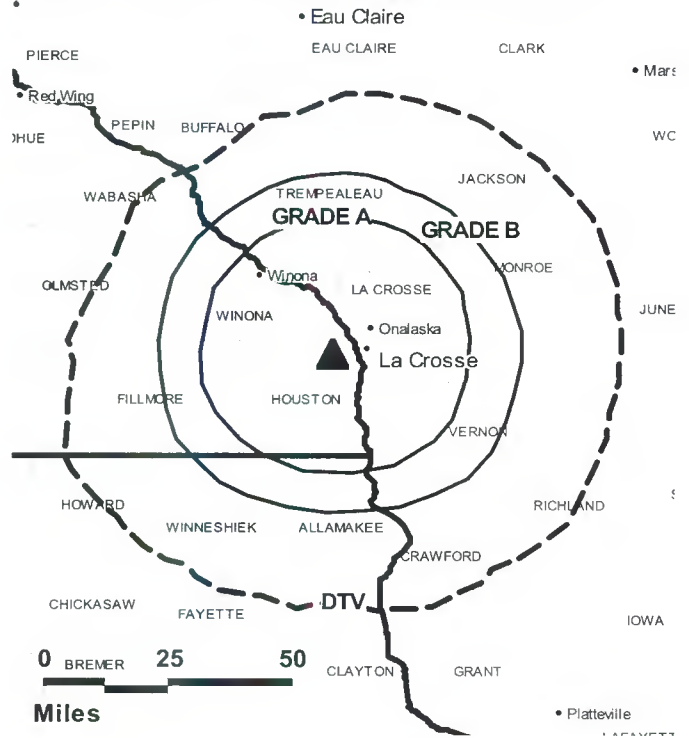 Eau Claire
EAU CLAIRE
CLARK
PIERCE
Red Wing
PEPIN
BUFFALO
JACKSON
WABASHA
TREMPEALEAU
GRADE A
GRADE B
MONROE
OLMSTED
Winona
LA CROSSE
WINONA
Onalaska
La Crosse
FILLMORE
HOUSTON
VERNON
HOWARD
RICHLAND
WINNESHIEK
ALLAMAKEE
CRAWFORD
CHICKASAW
FAYETTE
DTV
IOWA
0 BREMER 25 50
CLAYTON
GRANT
Miles
Platteville